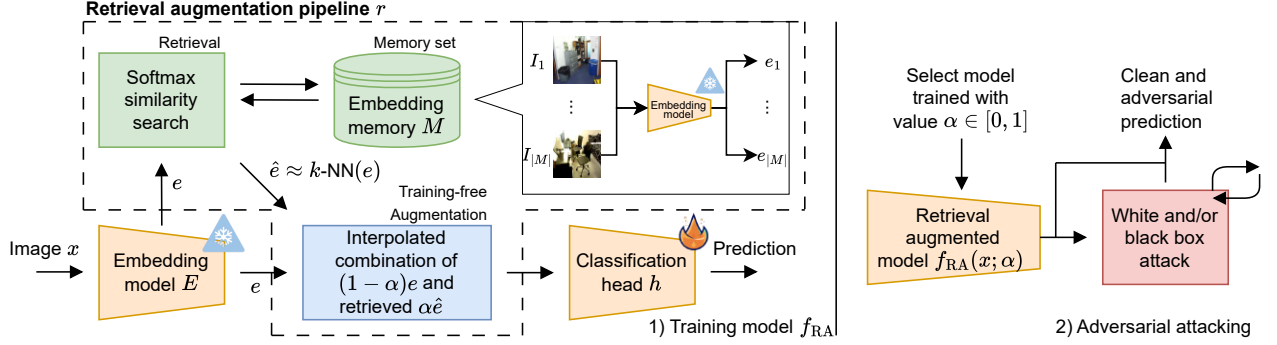 Retrieval augmentation pipeline r
Retrieval
Softmax
similarity
search
Memory set
Embedding
memory M
I₁
⋮
I|M|
Embedding
model
e₁
⋮
e|M|
e
ê ≈ k-NN(e)
Training-free
Augmentation
Image x
Embedding
model E
e
Interpolated
combination of
(1 − α)e and
retrieved αê
Classification
head h
Prediction
1) Training model f_RA
Select model
trained with
value α ∈ [0, 1]
Clean and
adversarial
prediction
Retrieval
augmented
model f_RA(x; α)
White and/or
black box
attack
2) Adversarial attacking